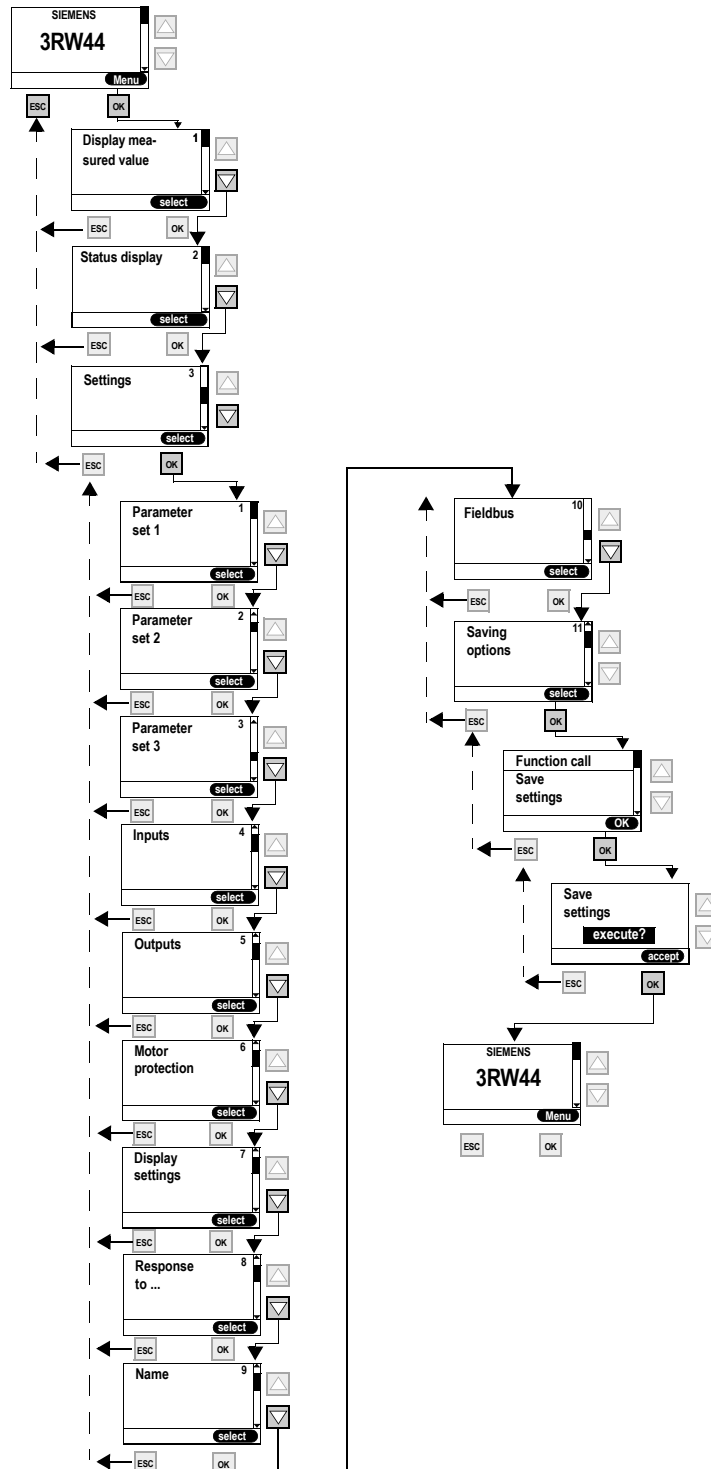 SIEMENS
3RW44
Menu
ESC
OK
Display mea-
sured value
1
select
ESC
OK
Status display
2
select
ESC
OK
Settings
3
select
ESC
OK
Parameter
set 1
1
select
ESC
OK
Parameter
set 2
2
select
ESC
OK
Parameter
set 3
3
select
ESC
OK
Inputs
4
select
ESC
OK
Outputs
5
select
ESC
OK
Motor
protection
6
select
ESC
OK
Display
settings
7
select
ESC
OK
Response
to ...
8
select
ESC
OK
Name
9
select
ESC
OK
Fieldbus
10
select
ESC
OK
Saving
options
11
select
ESC
OK
Function call
Save
settings
OK
ESC
OK
Save
settings
execute?
accept
ESC
OK
SIEMENS
3RW44
Menu
ESC
OK